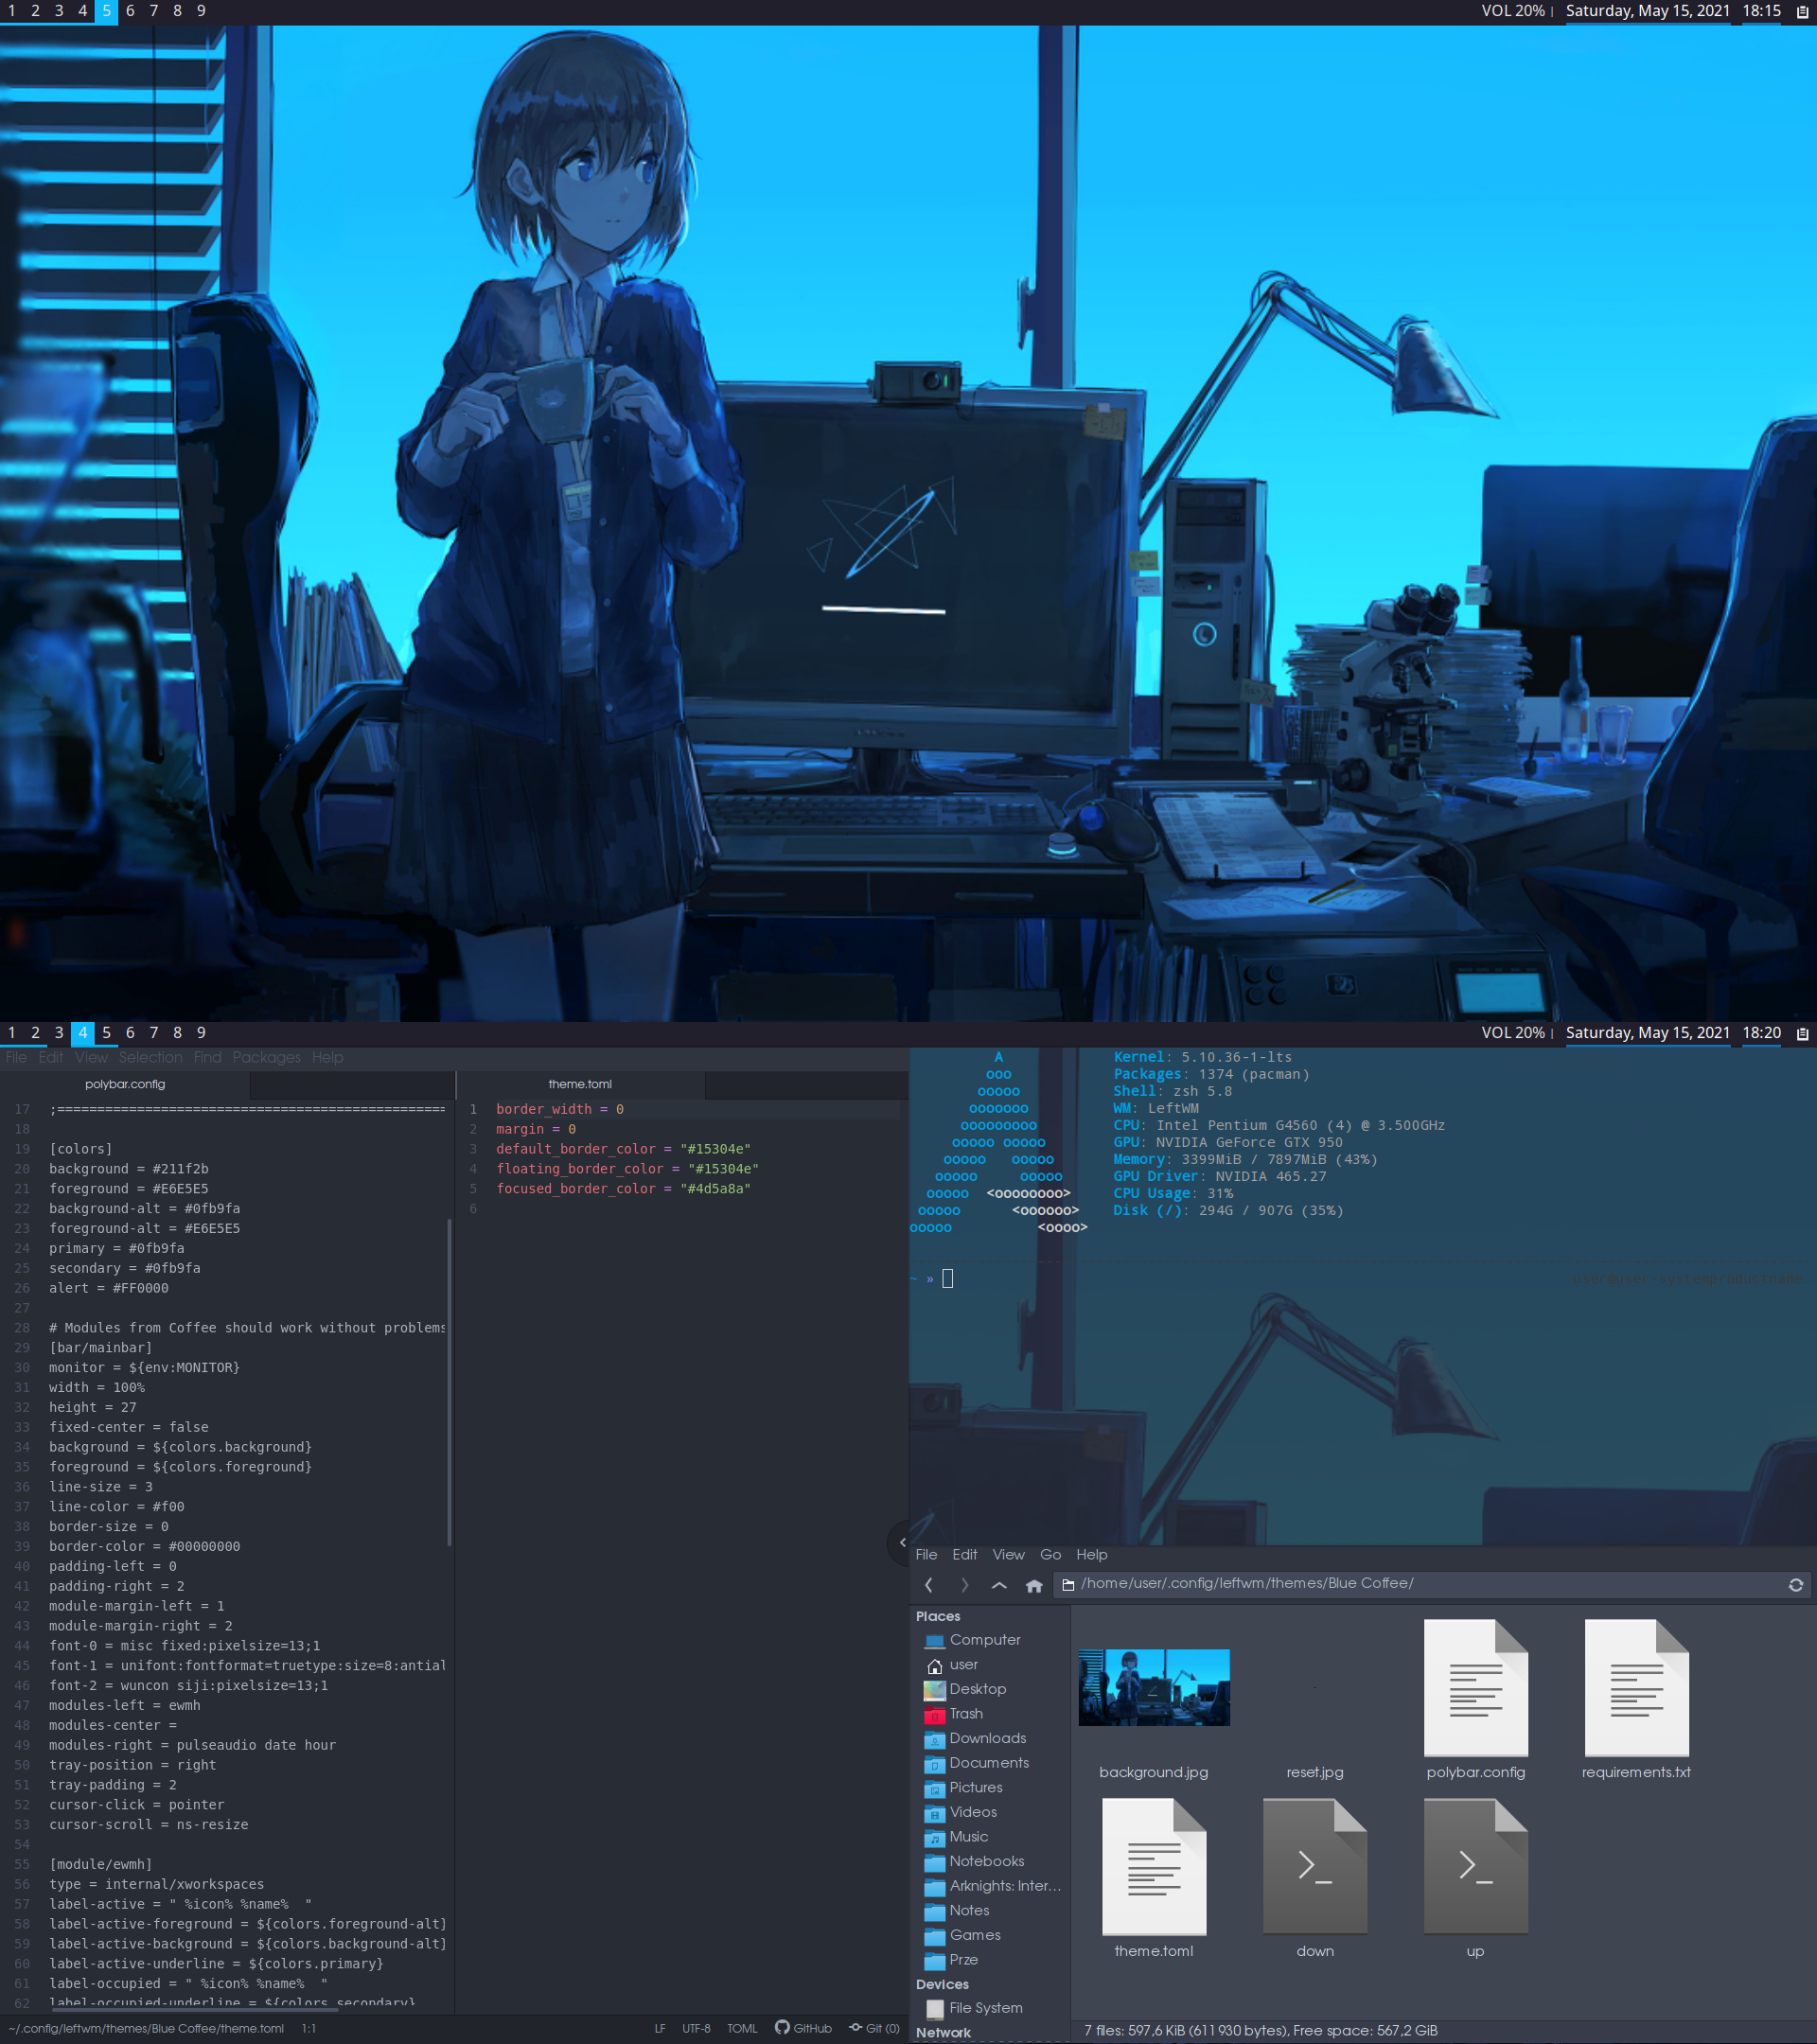 1 2 3 4 5 6 7 8 9
VOL 20% | Saturday, May 15, 2021 18:15
1 2 3 4 5 6 7 8 9
VOL 20% | Saturday, May 15, 2021 18:20
File Edit View Selection Find Packages Help
polybar.config
17 ;=================================================
18
19 [colors]
20 background = #211f2b
21 foreground = #E6E5E5
22 background-alt = #0fb9fa
23 foreground-alt = #E6E5E5
24 primary = #0fb9fa
25 secondary = #0fb9fa
26 alert = #FF0000
27
28 # Modules from Coffee should work without problems
29 [bar/mainbar]
30 monitor = ${env:MONITOR}
31 width = 100%
32 height = 27
33 fixed-center = false
34 background = ${colors.background}
35 foreground = ${colors.foreground}
36 line-size = 3
37 line-color = #f00
38 border-size = 0
39 border-color = #00000000
40 padding-left = 0
41 padding-right = 2
42 module-margin-left = 1
43 module-margin-right = 2
44 font-0 = misc fixed:pixelsize=13;1
45 font-1 = unifont:fontformat=truetype:size=8:antial
46 font-2 = wuncon siji:pixelsize=13;1
47 modules-left = ewmh
48 modules-center =
49 modules-right = pulseaudio date hour
50 tray-position = right
51 tray-padding = 2
52 cursor-click = pointer
53 cursor-scroll = ns-resize
54
55 [module/ewmh]
56 type = internal/xworkspaces
57 label-active = " %icon% %name%  "
58 label-active-foreground = ${colors.foreground-alt}
59 label-active-background = ${colors.background-alt}
60 label-active-underline = ${colors.primary}
61 label-occupied = " %icon% %name%  "
62 label-occupied-underline = ${colors.secondary}
theme.toml
1 border_width = 0
2 margin = 0
3 default_border_color = "#15304e"
4 floating_border_color = "#15304e"
5 focused_border_color = "#4d5a8a"
6
~/.config/leftwm/themes/Blue Coffee/theme.toml 1:1
LF UTF-8 TOML GitHub Git (0)
A
ooo
ooooo
ooooooo
ooooooooo
ooooo ooooo
ooooo   ooooo
ooooo     ooooo
ooooo  <oooooooo>
ooooo      <oooooo>
ooooo          <oooo>
Kernel: 5.10.36-1-lts
Packages: 1374 (pacman)
Shell: zsh 5.8
WM: LeftWM
CPU: Intel Pentium G4560 (4) @ 3.500GHz
GPU: NVIDIA GeForce GTX 950
Memory: 3399MiB / 7897MiB (43%)
GPU Driver: NVIDIA 465.27
CPU Usage: 31%
Disk (/): 294G / 907G (35%)
~ »
File Edit View Go Help
/home/user/.config/leftwm/themes/Blue Coffee/
Places
Computer
user
Desktop
Trash
Downloads
Documents
Pictures
Videos
Music
Notebooks
Arknights: Inter...
Notes
Games
Prze
Devices
File System
Network
background.jpg
reset.jpg
polybar.config
requirements.txt
theme.toml
down
up
7 files: 597,6 KiB (611 930 bytes), Free space: 567,2 GiB